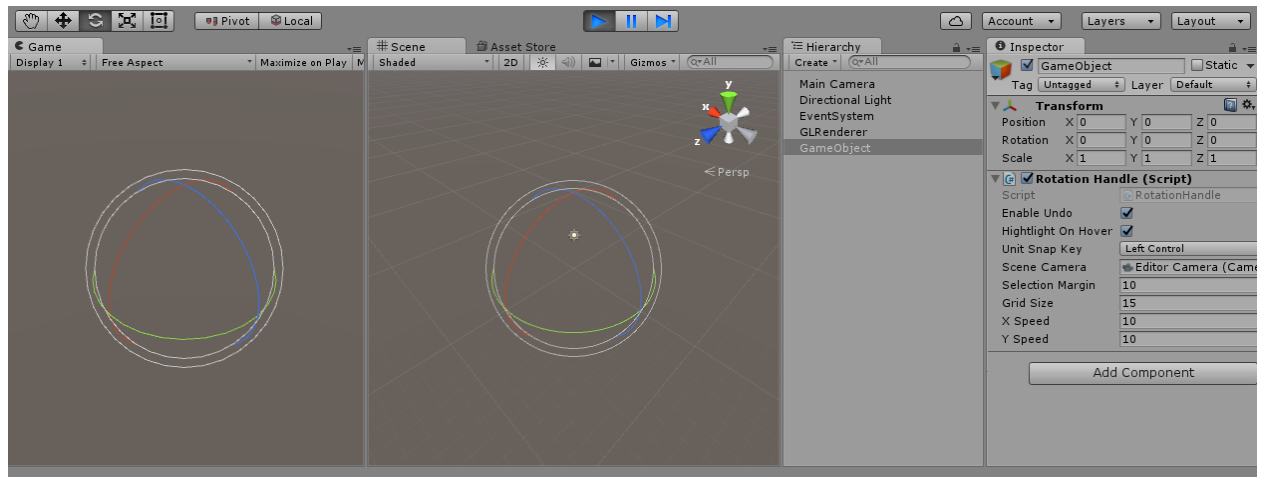 Pivot Local Account Layers Layout
Game # Scene Asset Store Hierarchy Inspector
Display 1 Free Aspect Maximize on Play M Shaded 2D Gizmos All Create All GameObject Static
Tag Untagged Layer Default
Main Camera
Directional Light
EventSystem
GLRenderer
GameObject
y
x
z
Persp
Transform
Position X 0 Y 0 Z 0
Rotation X 0 Y 0 Z 0
Scale X 1 Y 1 Z 1
Rotation Handle (Script)
Script RotationHandle
Enable Undo
Hightlight On Hover
Unit Snap Key Left Control
Scene Camera Editor Camera (Came
Selection Margin 10
Grid Size 15
X Speed 10
Y Speed 10
Add Component